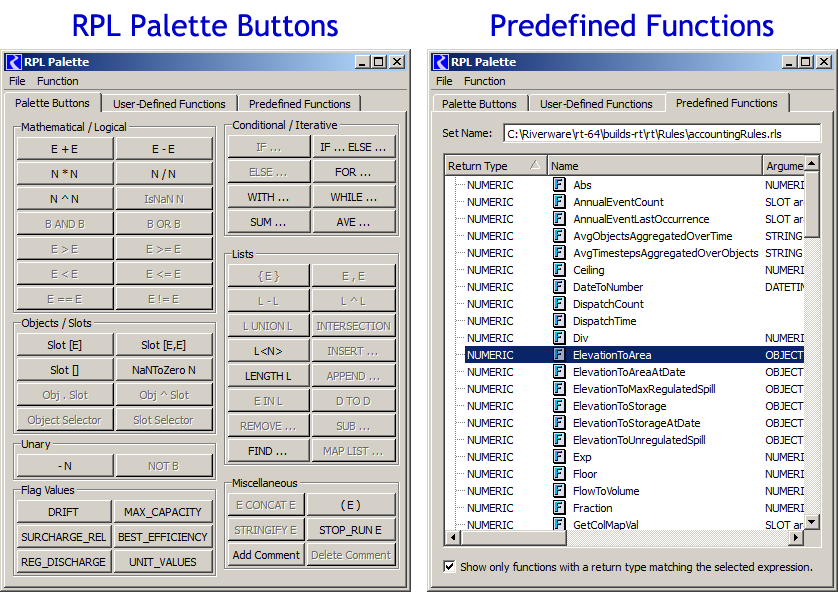 RPL Palette Buttons
RPL Palette
File Function
Palette Buttons User-Defined Functions Predefined Functions
Mathematical / Logical
E + E E - E
N * N N / N
N ^ N IsNaN N
B AND B B OR B
E > E E >= E
E < E E <= E
E == E E != E
Objects / Slots
Slot [E] Slot [E,E]
Slot [] NaNToZero N
Obj . Slot Obj ^ Slot
Object Selector Slot Selector
Unary
- N NOT B
Flag Values
DRIFT MAX_CAPACITY
SURCHARGE_REL BEST_EFFICIENCY
REG_DISCHARGE UNIT_VALUES
Conditional / Iterative
IF ... IF ... ELSE ...
ELSE ... FOR ...
WITH ... WHILE ...
SUM ... AVE ...
Lists
{ E } E , E
L - L L ^ L
L UNION L INTERSECTION
L<N> INSERT ...
LENGTH L APPEND ...
E IN L D TO D
REMOVE ... SUB ...
FIND ... MAP LIST ...
Miscellaneous
E CONCAT E ( E )
STRINGIFY E STOP_RUN E
Add Comment Delete Comment
Predefined Functions
RPL Palette
File Function
Palette Buttons User-Defined Functions Predefined Functions
Set Name: C:\Riverware\rt-64\builds-rt\rt\Rules\accountingRules.rls
Return Type Name Argume
NUMERIC F Abs NUMERI
NUMERIC F AnnualEventCount SLOT ar
NUMERIC F AnnualEventLastOccurrence SLOT ar
NUMERIC F AvgObjectsAggregatedOverTime STRING
NUMERIC F AvgTimestepsAggregatedOverObjects STRING
NUMERIC F Ceiling NUMERI
NUMERIC F DateToNumber DATETIM
NUMERIC F DispatchCount OBJECT
NUMERIC F DispatchTime OBJECT
NUMERIC F Div NUMERI
NUMERIC F ElevationToArea OBJECT
NUMERIC F ElevationToAreaAtDate OBJECT
NUMERIC F ElevationToMaxRegulatedSpill OBJECT
NUMERIC F ElevationToStorage OBJECT
NUMERIC F ElevationToStorageAtDate OBJECT
NUMERIC F ElevationToUnregulatedSpill OBJECT
NUMERIC F Exp NUMERI
NUMERIC F Floor NUMERI
NUMERIC F FlowToVolume NUMERI
NUMERIC F Fraction NUMERI
NUMERIC F GetColMapVal SLOT ar
Show only functions with a return type matching the selected expression.